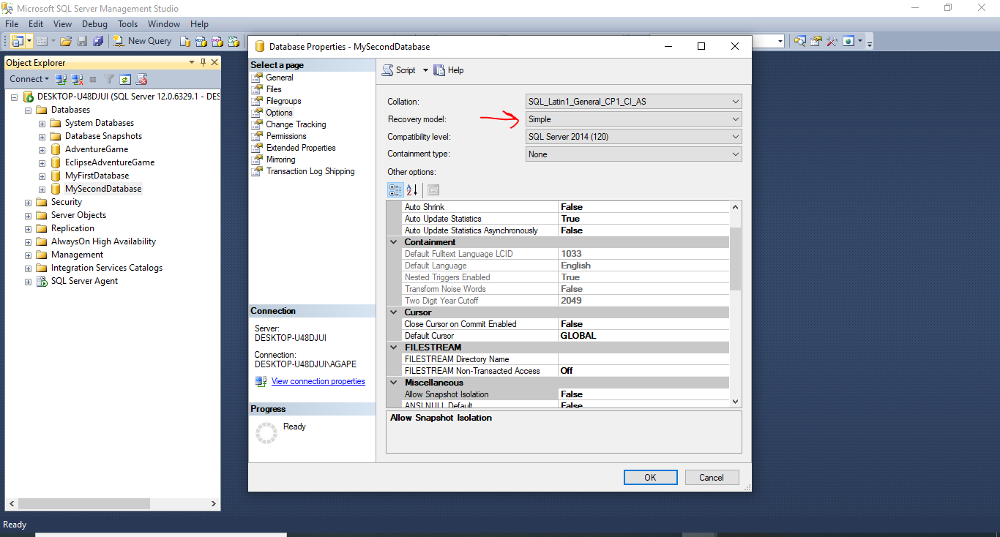 Microsoft SQL Server Management Studio
File Edit View Debug Tools Window Help
New Query
Object Explorer
Connect
DESKTOP-U48DJUI (SQL Server 12.0.6329.1 - DES
Databases
System Databases
Database Snapshots
AdventureGame
EclipseAdventureGame
MyFirstDatabase
MySecondDatabase
Security
Server Objects
Replication
AlwaysOn High Availability
Management
Integration Services Catalogs
SQL Server Agent
Database Properties - MySecondDatabase
Select a page
General
Files
Filegroups
Options
Change Tracking
Permissions
Extended Properties
Mirroring
Transaction Log Shipping
Connection
Server:
DESKTOP-U48DJUI
Connection:
DESKTOP-U48DJUI\AGAPE
View connection properties
Progress
Ready
Script Help
Collation: SQL_Latin1_General_CP1_CI_AS
Recovery model: Simple
Compatibility level: SQL Server 2014 (120)
Containment type: None
Other options:
Auto Shrink False
Auto Update Statistics True
Auto Update Statistics Asynchronously False
Containment
Default Fulltext Language LCID 1033
Default Language English
Nested Triggers Enabled True
Transform Noise Words False
Two Digit Year Cutoff 2049
Cursor
Close Cursor on Commit Enabled False
Default Cursor GLOBAL
FILESTREAM
FILESTREAM Directory Name
FILESTREAM Non-Transacted Access Off
Miscellaneous
Allow Snapshot Isolation False
ANSI NULL Default False
Allow Snapshot Isolation
OK Cancel
Ready